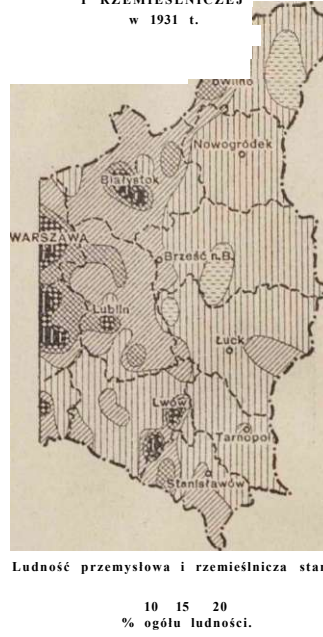 I RZEMIEŚLNICZEJ
w 1931 r.
Wilno
Nowogródek
Białystok
WARSZAWA
Brześć n.B.
Lublin
Łuck
Lwów
Tarnopol
Stanisławów
Ludność przemysłowa i rzemieślnicza stan
10 15 20
% ogółu ludności.